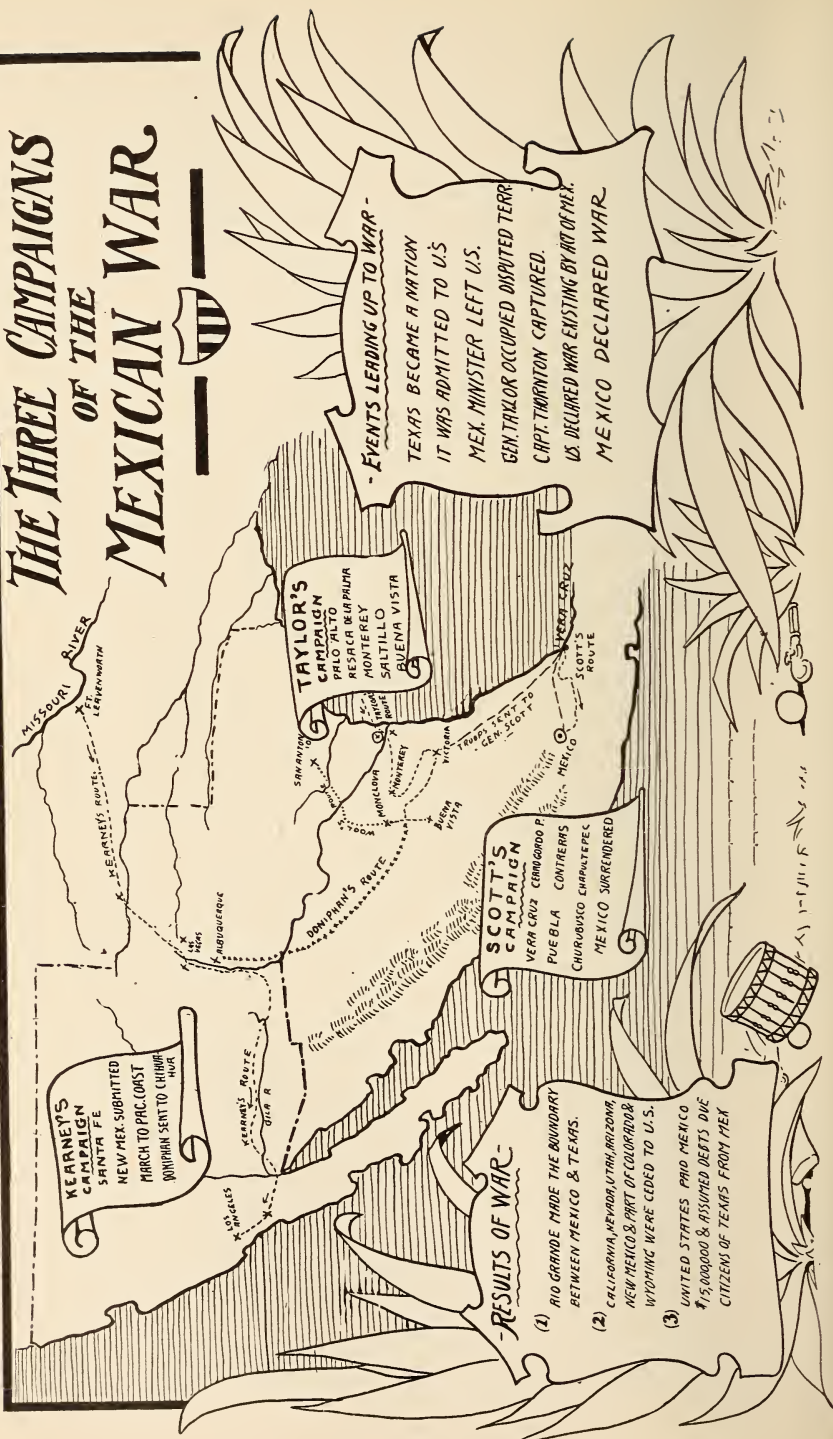 THE THREE CAMPAIGNS
OF THE
MEXICAN WAR
KEARNEY'S
CAMPAIGN
SANTA FE
NEW MEX. SUBMITTED
MARCH TO PAC. COAST
DONIPHAN SENT TO CHIHUA-
HUA
MISSOURI RIVER
FT.
LEAVENWORTH
KEARNEY'S ROUTE
LAS
VEGAS
ALBUQUERQUE
KEARNEY'S ROUTE
GILA R
LOS
ANGELES
DONIPHAN'S ROUTE
SAN ANTONIO
WOOL'S
MONCLOVA
MONTEREY
BUENA
VISTA
VICTORIA
TAYLOR'S
ROUTE
TROOPS SENT TO
GEN. SCOTT
VERA CRUZ
SCOTT'S
ROUTE
MEXICO
TAYLOR'S
CAMPAIGN
PALO ALTO
RESACA DE LA PALMA
MONTEREY
SALTILLO
BUENA VISTA
SCOTT'S
CAMPAIGN
VERA CRUZ CERRO GORDO P.
PUEBLA CONTRERAS
CHURUBUSCO CHAPULTEPEC
MEXICO SURRENDERED
- EVENTS LEADING UP TO WAR -
TEXAS BECAME A NATION
IT WAS ADMITTED TO U.S
MEX. MINISTER LEFT U.S.
GEN. TAYLOR OCCUPIED DISPUTED TERR.
CAPT. THORNTON CAPTURED.
U.S. DECLARED WAR EXISTING BY ACT OF MEX.
MEXICO DECLARED WAR
- RESULTS OF WAR -
(1) RIO GRANDE MADE THE BOUNDARY
BETWEEN MEXICO & TEXAS.
(2) CALIFORNIA, NEVADA, UTAH, ARIZONA,
NEW MEXICO & PART OF COLORADO &
WYOMING WERE CEDED TO U.S.
(3) UNITED STATES PAID MEXICO
$15,000,000 & ASSUMED DEBTS DUE
CITIZENS OF TEXAS FROM MEX